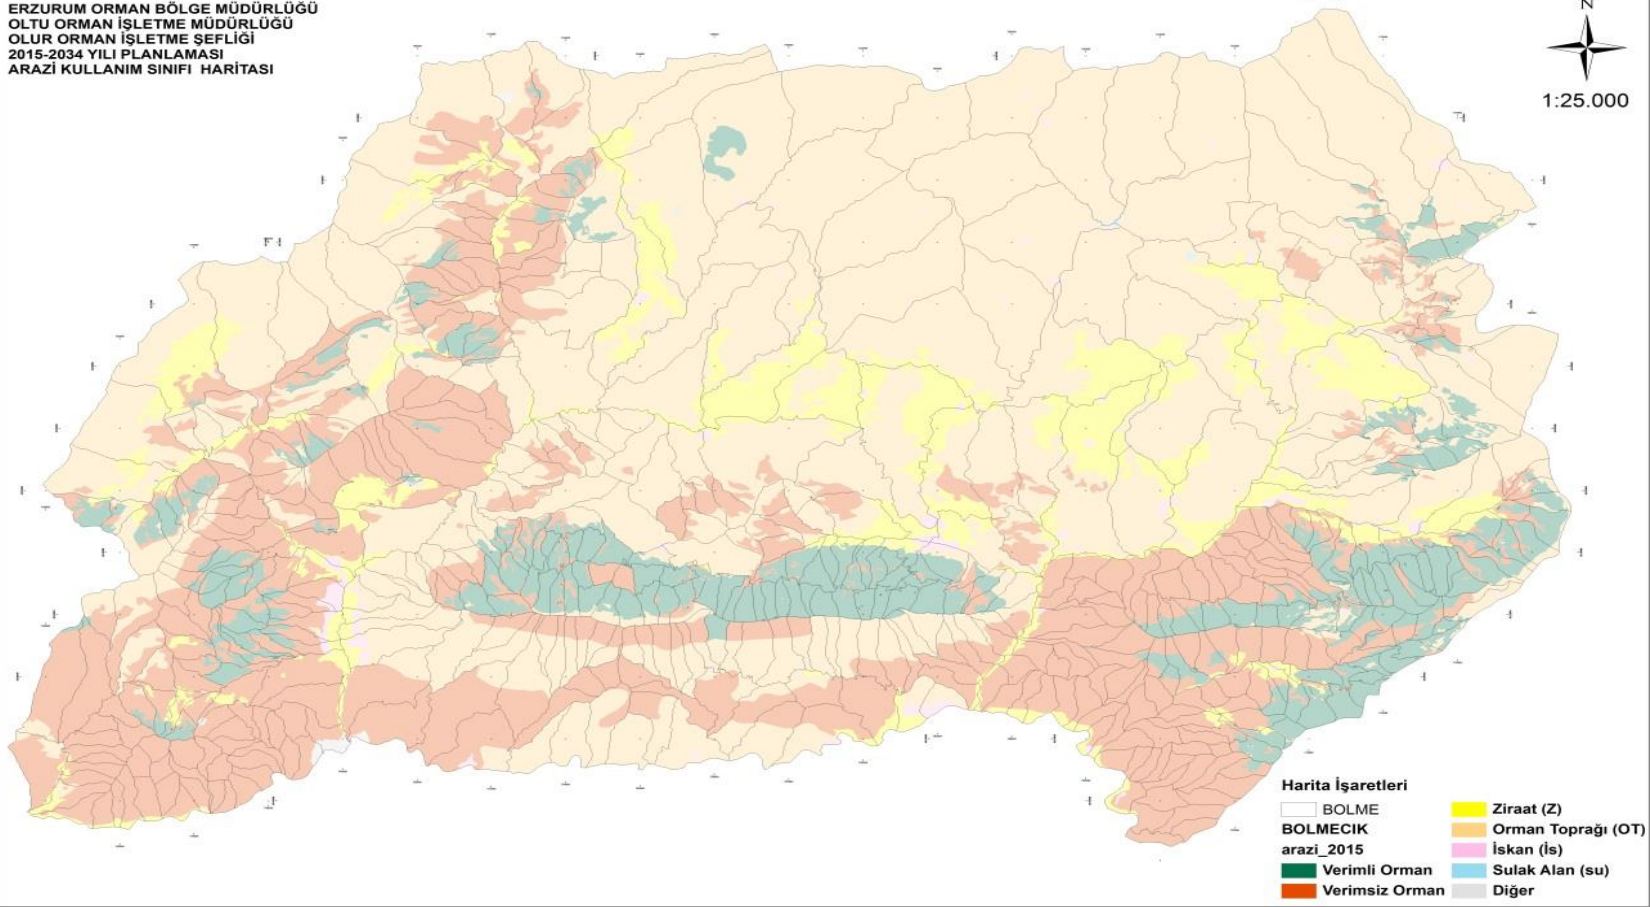 ERZURUM ORMAN BÖLGE MÜDÜRLÜĞÜ
OLTU ORMAN İŞLETME MÜDÜRLÜĞÜ
OLUR ORMAN İŞLETME ŞEFLİĞİ
2015-2034 YILI PLANLAMASI
ARAZİ KULLANIM SINIFI HARİTASI
N
1:25.000
Harita İşaretleri
BOLME
BOLMECIK
arazi_2015
Verimli Orman
Verimsiz Orman
Ziraat (Z)
Orman Toprağı (OT)
İskan (İs)
Sulak Alan (su)
Diğer